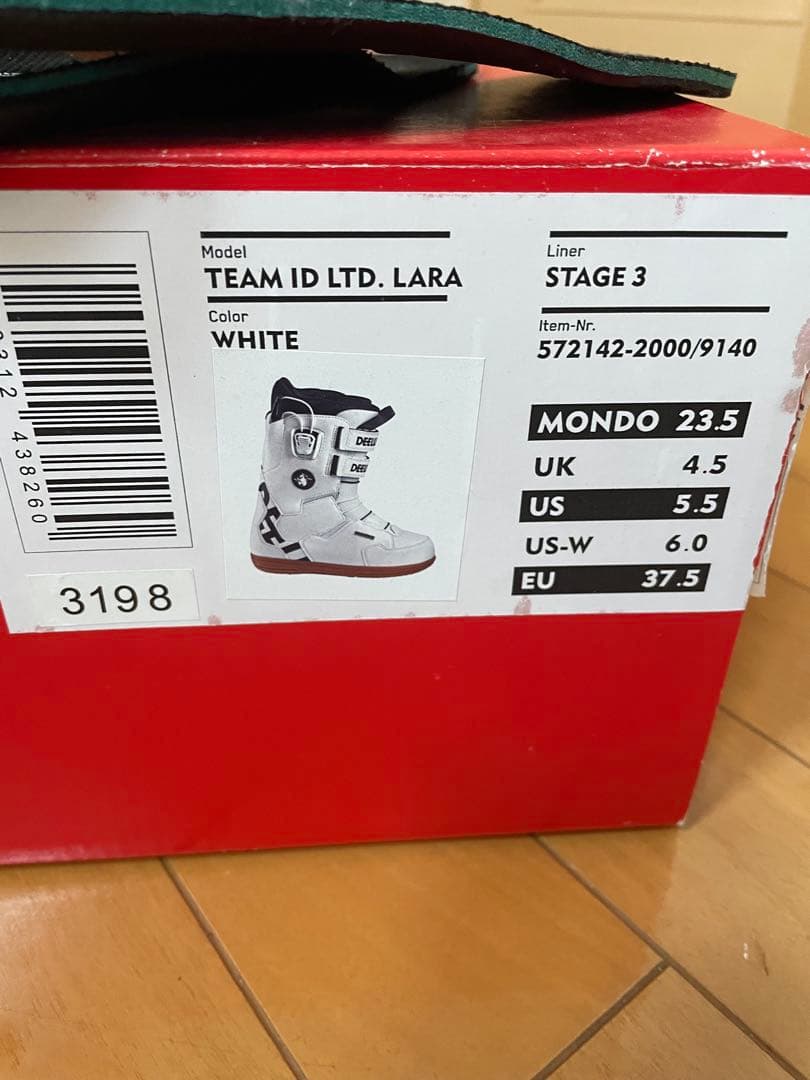 Model
TEAM ID LTD. LARA
Color
WHITE
Liner
STAGE 3
Item-Nr.
572142-2000/9140
MONDO 23.5
UK 4.5
US 5.5
US-W 6.0
EU 37.5
438260
3198